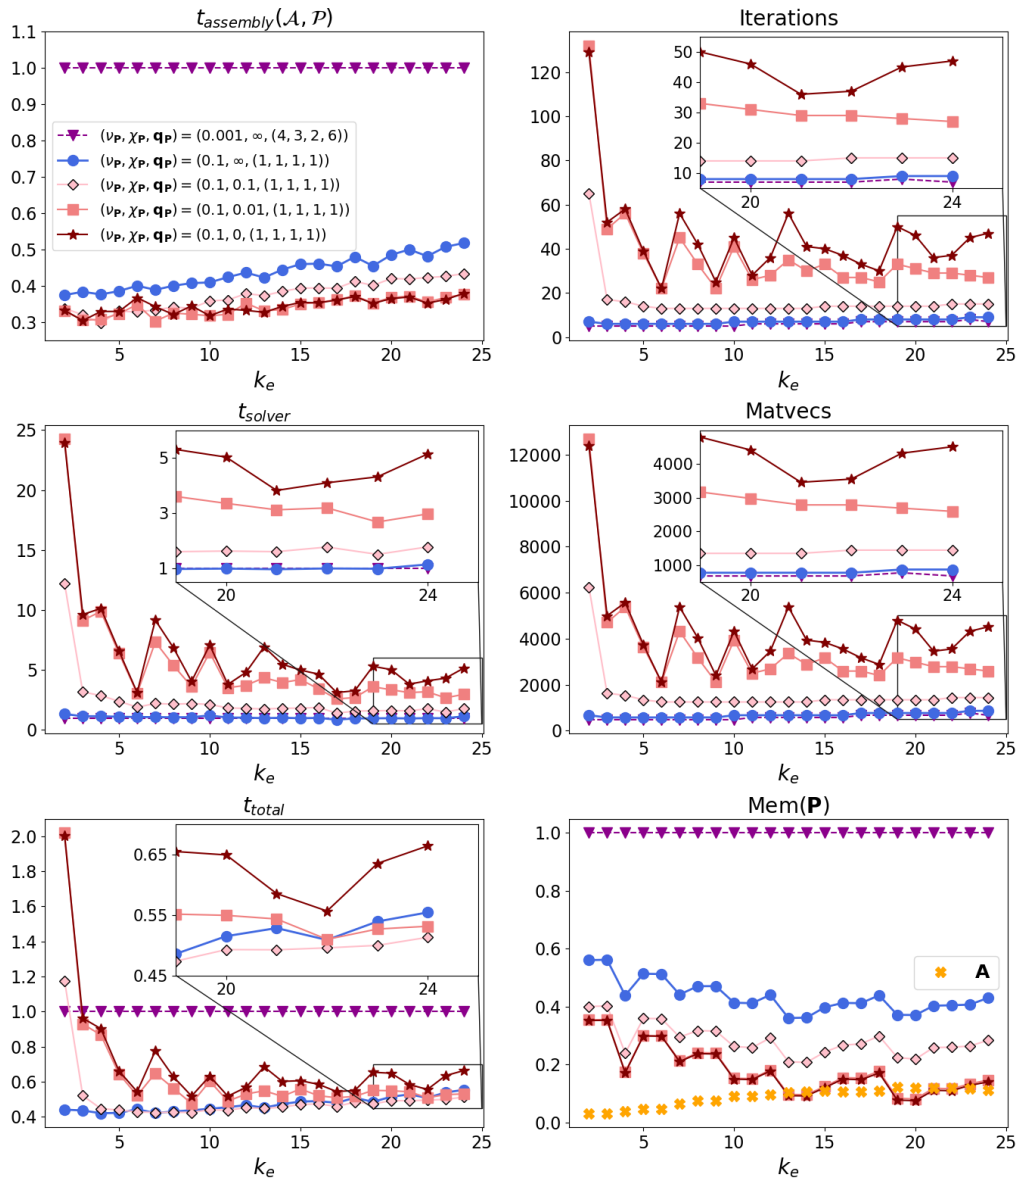 t_assembly(𝒜, 𝒫)
1.1
1.0
0.9
0.8
0.7
0.6
0.5
0.4
0.3
(ν_P, χ_P, q_P) = (0.001, ∞, (4, 3, 2, 6))
(ν_P, χ_P, q_P) = (0.1, ∞, (1, 1, 1, 1))
(ν_P, χ_P, q_P) = (0.1, 0.1, (1, 1, 1, 1))
(ν_P, χ_P, q_P) = (0.1, 0.01, (1, 1, 1, 1))
(ν_P, χ_P, q_P) = (0.1, 0, (1, 1, 1, 1))
5 10 15 20 25
k_e
Iterations
120
100
80
60
40
20
0
50
40
30
20
10
20 24
5 10 15 20 25
k_e
t_solver
25
20
15
10
5
0
5
3
1
20 24
5 10 15 20 25
k_e
Matvecs
12000
10000
8000
6000
4000
2000
0
4000
3000
2000
1000
20 24
5 10 15 20 25
k_e
t_total
2.0
1.8
1.6
1.4
1.2
1.0
0.8
0.6
0.4
0.65
0.55
0.45
20 24
5 10 15 20 25
k_e
Mem(P)
1.0
0.8
0.6
0.4
0.2
0.0
A
5 10 15 20 25
k_e